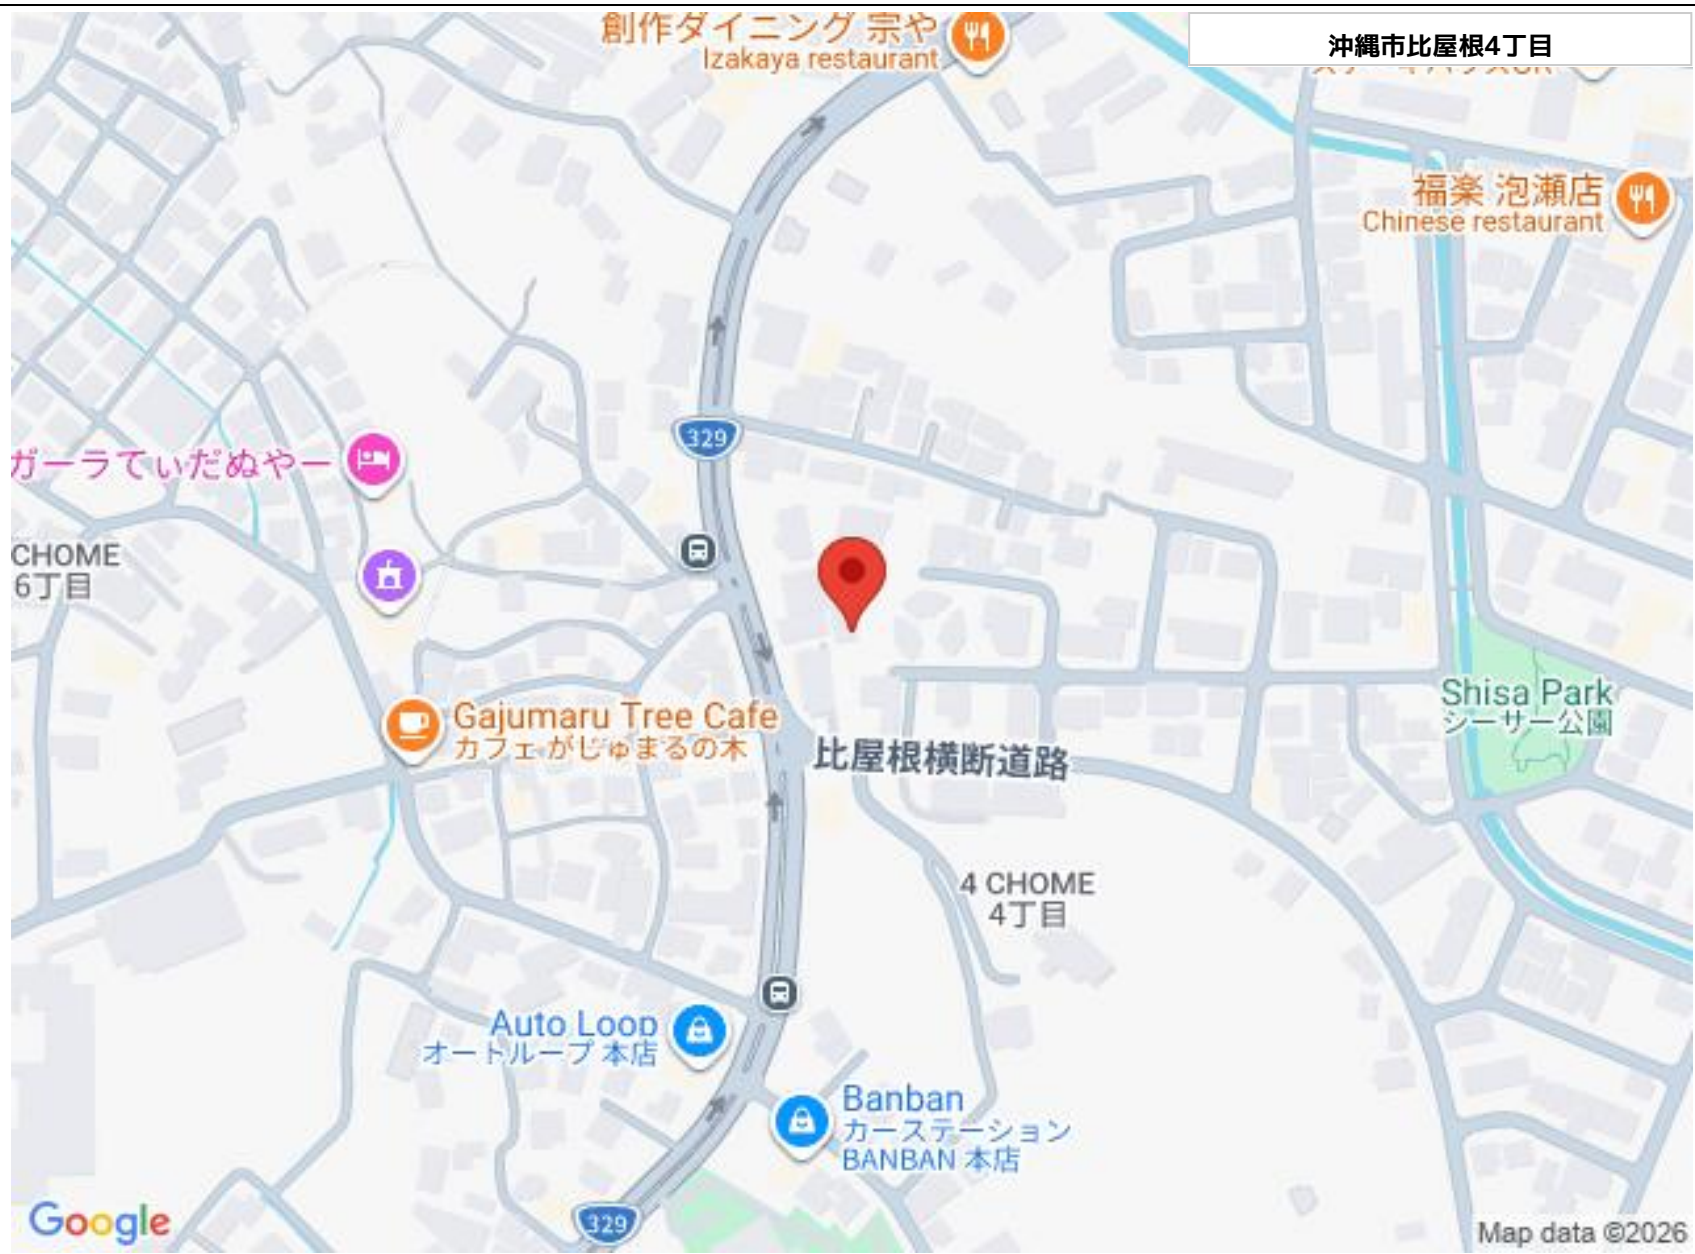 創作ダイニング 宗や
Izakaya restaurant
沖縄市比屋根4丁目
福楽 泡瀬店
Chinese restaurant
329
ガーラてぃだぬやー
CHOME
6丁目
Shisa Park
シーサー公園
Gajumaru Tree Cafe
カフェ がじゅまるの木
比屋根横断道路
4 CHOME
4丁目
Auto Loop
オートループ 本店
Banban
カーステーション
BANBAN 本店
329
Google
Map data ©2026